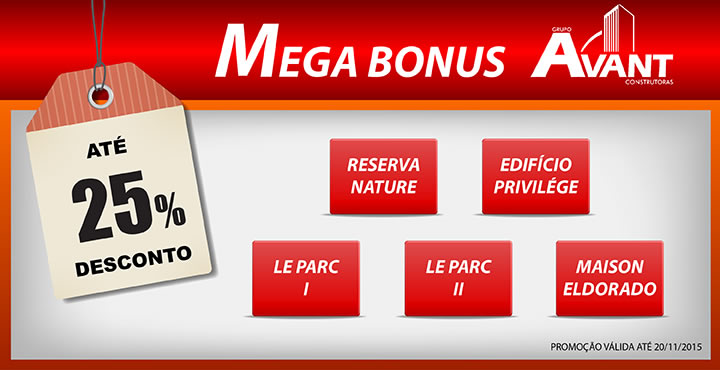 MEGA BONUS
GRUPO
AVANT
CONSTRUTORAS
ATÉ
25%
DESCONTO
RESERVA
NATURE
EDIFÍCIO
PRIVILÉGE
LE PARC
I
LE PARC
II
MAISON
ELDORADO
PROMOÇÃO VÁLIDA ATÉ 20/11/2015